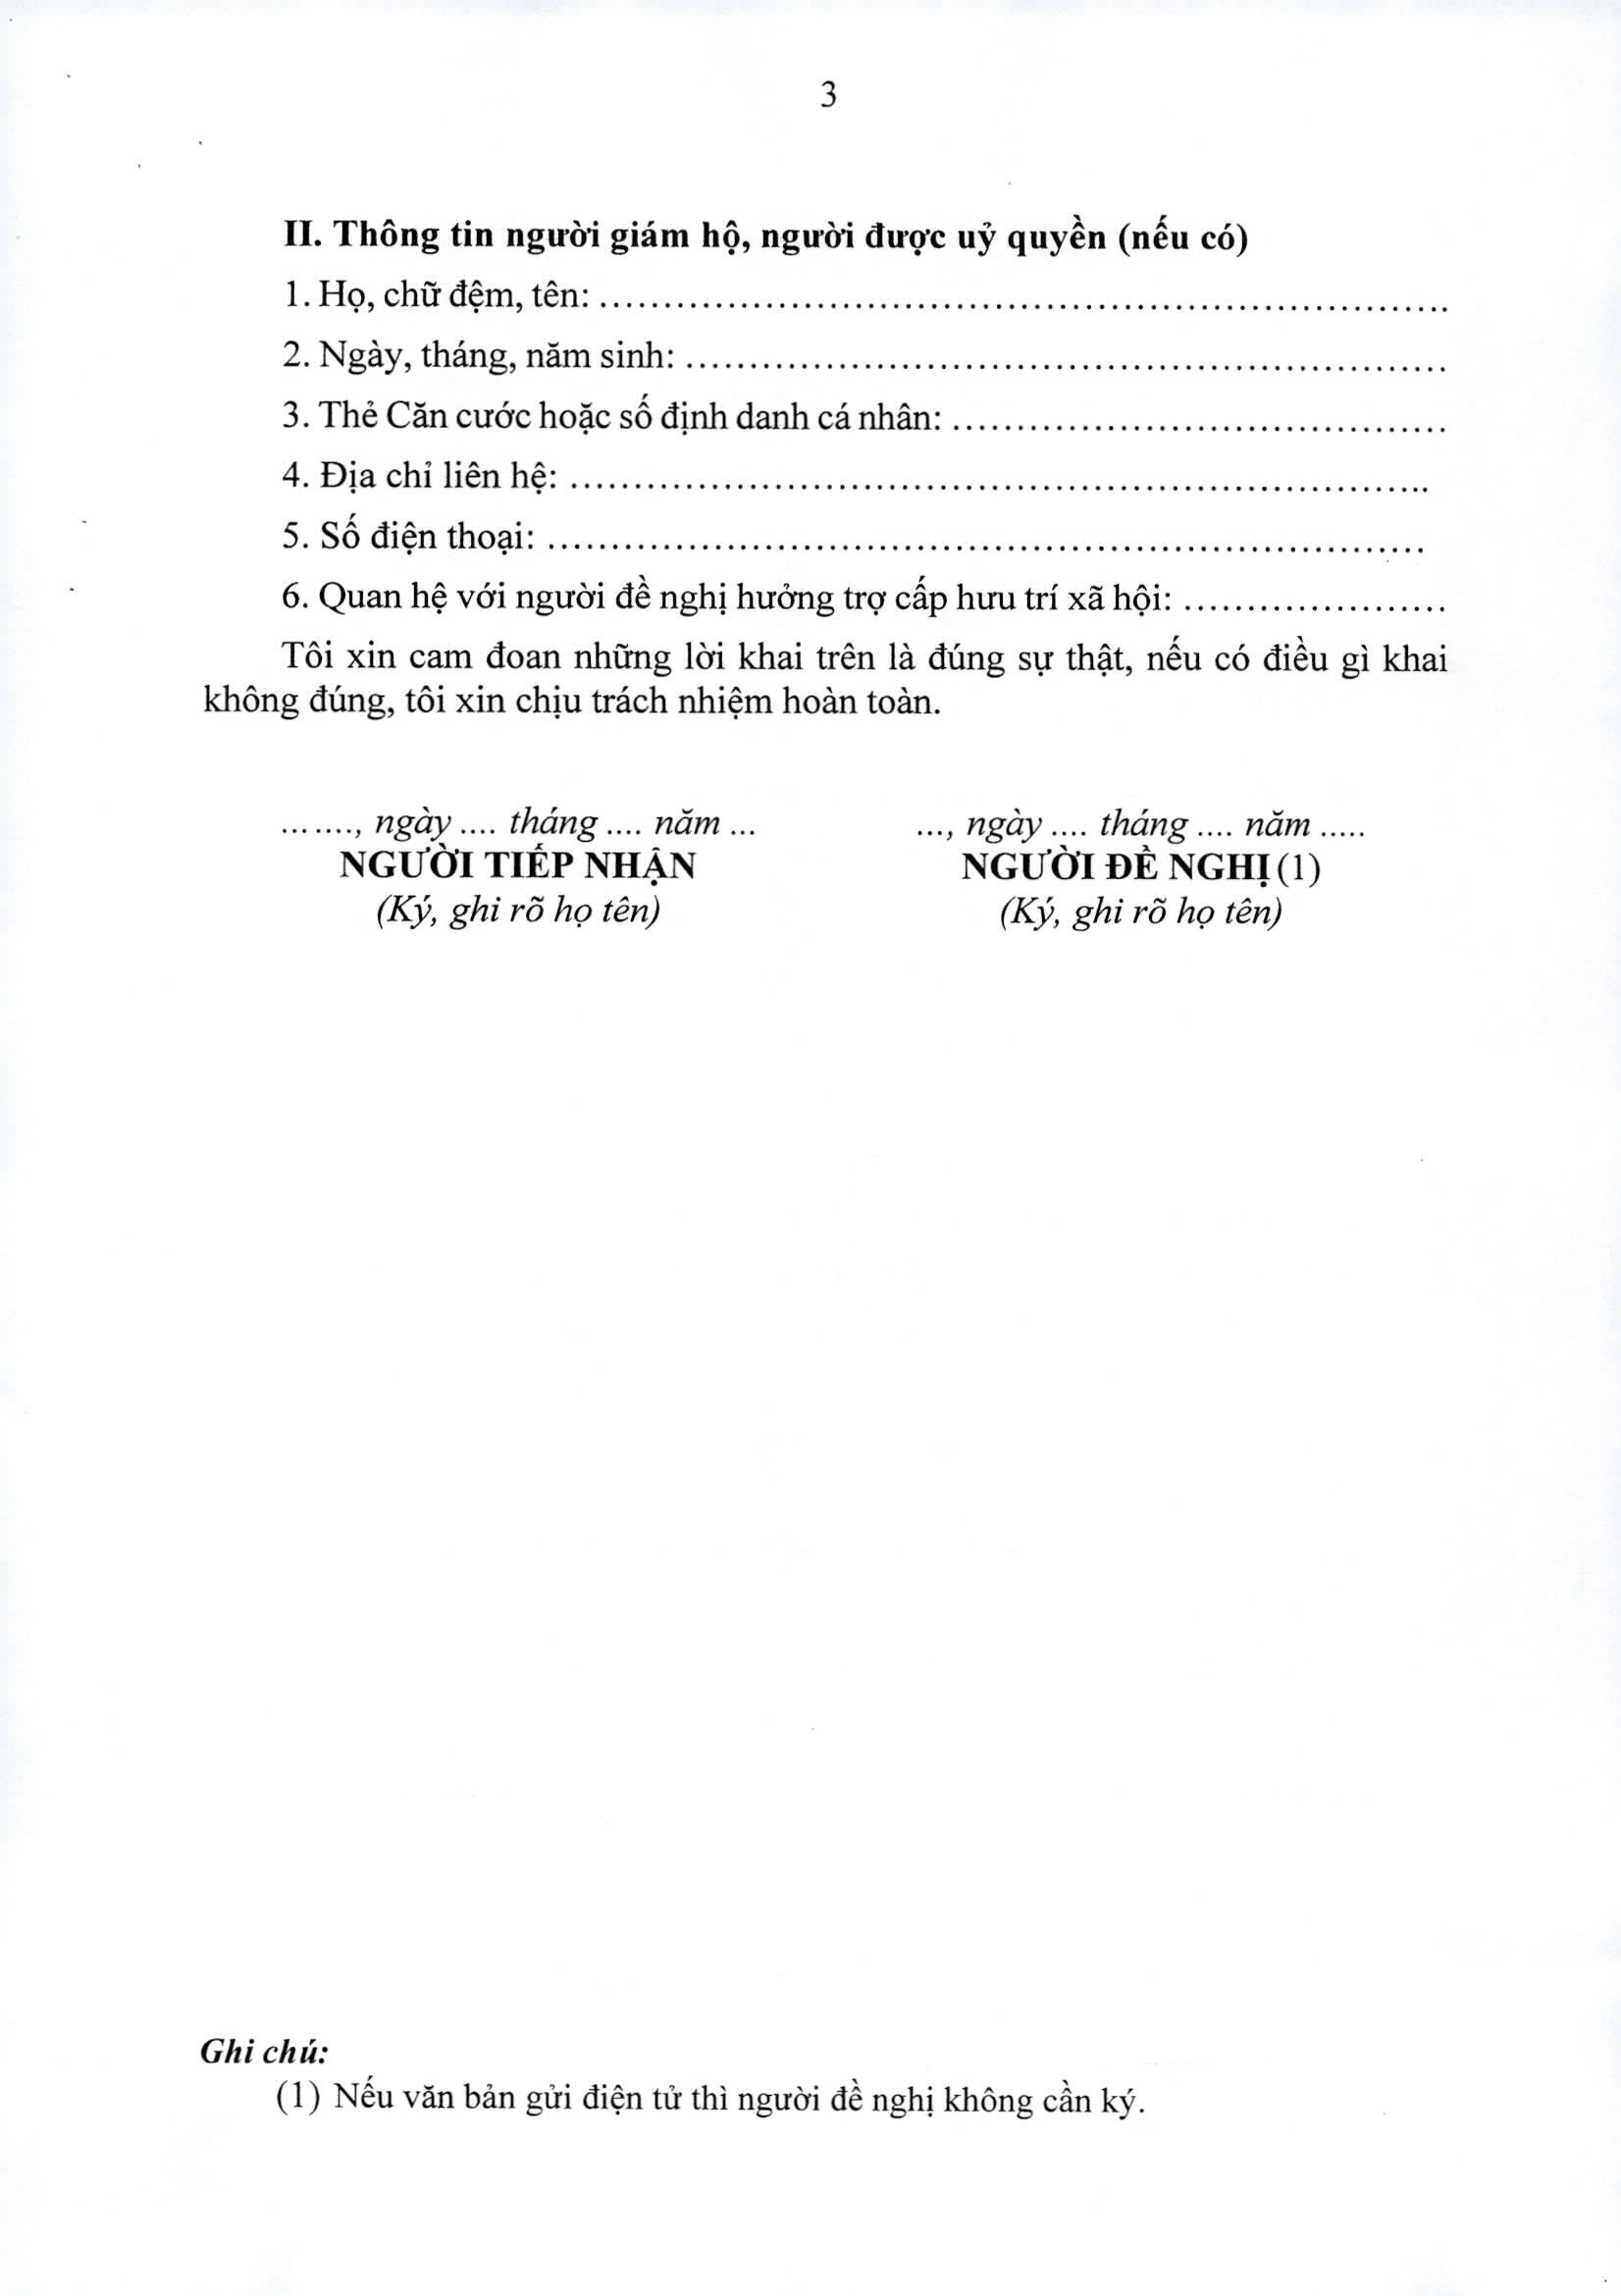 3
II. Thông tin người giám hộ, người được uỷ quyền (nếu có)
1. Họ, chữ đệm, tên: ................................................................................
2. Ngày, tháng, năm sinh: ........................................................................
3. Thẻ Căn cước hoặc số định danh cá nhân: ...............................................
4. Địa chỉ liên hệ: ................................................................................
5. Số điện thoại: ..................................................................................
6. Quan hệ với người đề nghị hưởng trợ cấp hưu trí xã hội: .........................
Tôi xin cam đoan những lời khai trên là đúng sự thật, nếu có điều gì khai
không đúng, tôi xin chịu trách nhiệm hoàn toàn.
......., ngày .... tháng .... năm ... ..., ngày .... tháng .... năm .....
NGƯỜI TIẾP NHẬN NGƯỜI ĐỀ NGHỊ (1)
(Ký, ghi rõ họ tên) (Ký, ghi rõ họ tên)
Ghi chú:
(1) Nếu văn bản gửi điện tử thì người đề nghị không cần ký.